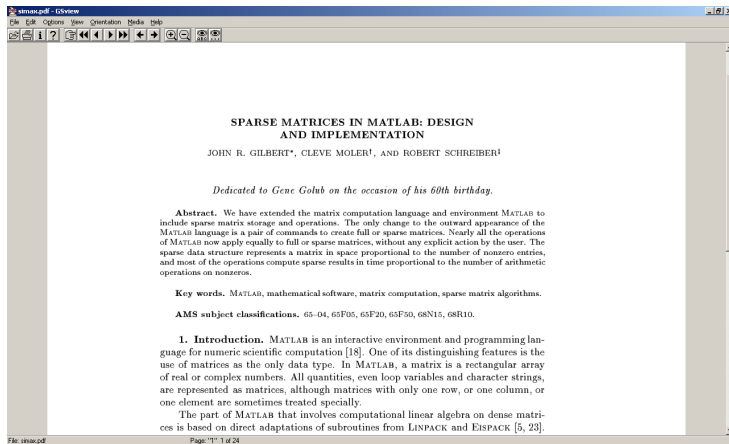 simax.pdf - GSview
File Edit Options View Orientation Media Help
SPARSE MATRICES IN MATLAB: DESIGN
AND IMPLEMENTATION
JOHN R. GILBERT*, CLEVE MOLER†, AND ROBERT SCHREIBER‡
Dedicated to Gene Golub on the occasion of his 60th birthday.
Abstract. We have extended the matrix computation language and environment MATLAB to
include sparse matrix storage and operations. The only change to the outward appearance of the
MATLAB language is a pair of commands to create full or sparse matrices. Nearly all the operations
of MATLAB now apply equally to full or sparse matrices, without any explicit action by the user. The
sparse data structure represents a matrix in space proportional to the number of nonzero entries,
and most of the operations compute sparse results in time proportional to the number of arithmetic
operations on nonzeros.
Key words. MATLAB, mathematical software, matrix computation, sparse matrix algorithms.
AMS subject classifications. 65–04, 65F05, 65F20, 65F50, 68N15, 68R10.
1. Introduction. MATLAB is an interactive environment and programming lan-
guage for numeric scientific computation [18]. One of its distinguishing features is the
use of matrices as the only data type. In MATLAB, a matrix is a rectangular array
of real or complex numbers. All quantities, even loop variables and character strings,
are represented as matrices, although matrices with only one row, or one column, or
one element are sometimes treated specially.
The part of MATLAB that involves computational linear algebra on dense matri-
ces is based on direct adaptations of subroutines from LINPACK and EISPACK [5, 23].
File: simax.pdf Page: "1" 1 of 24